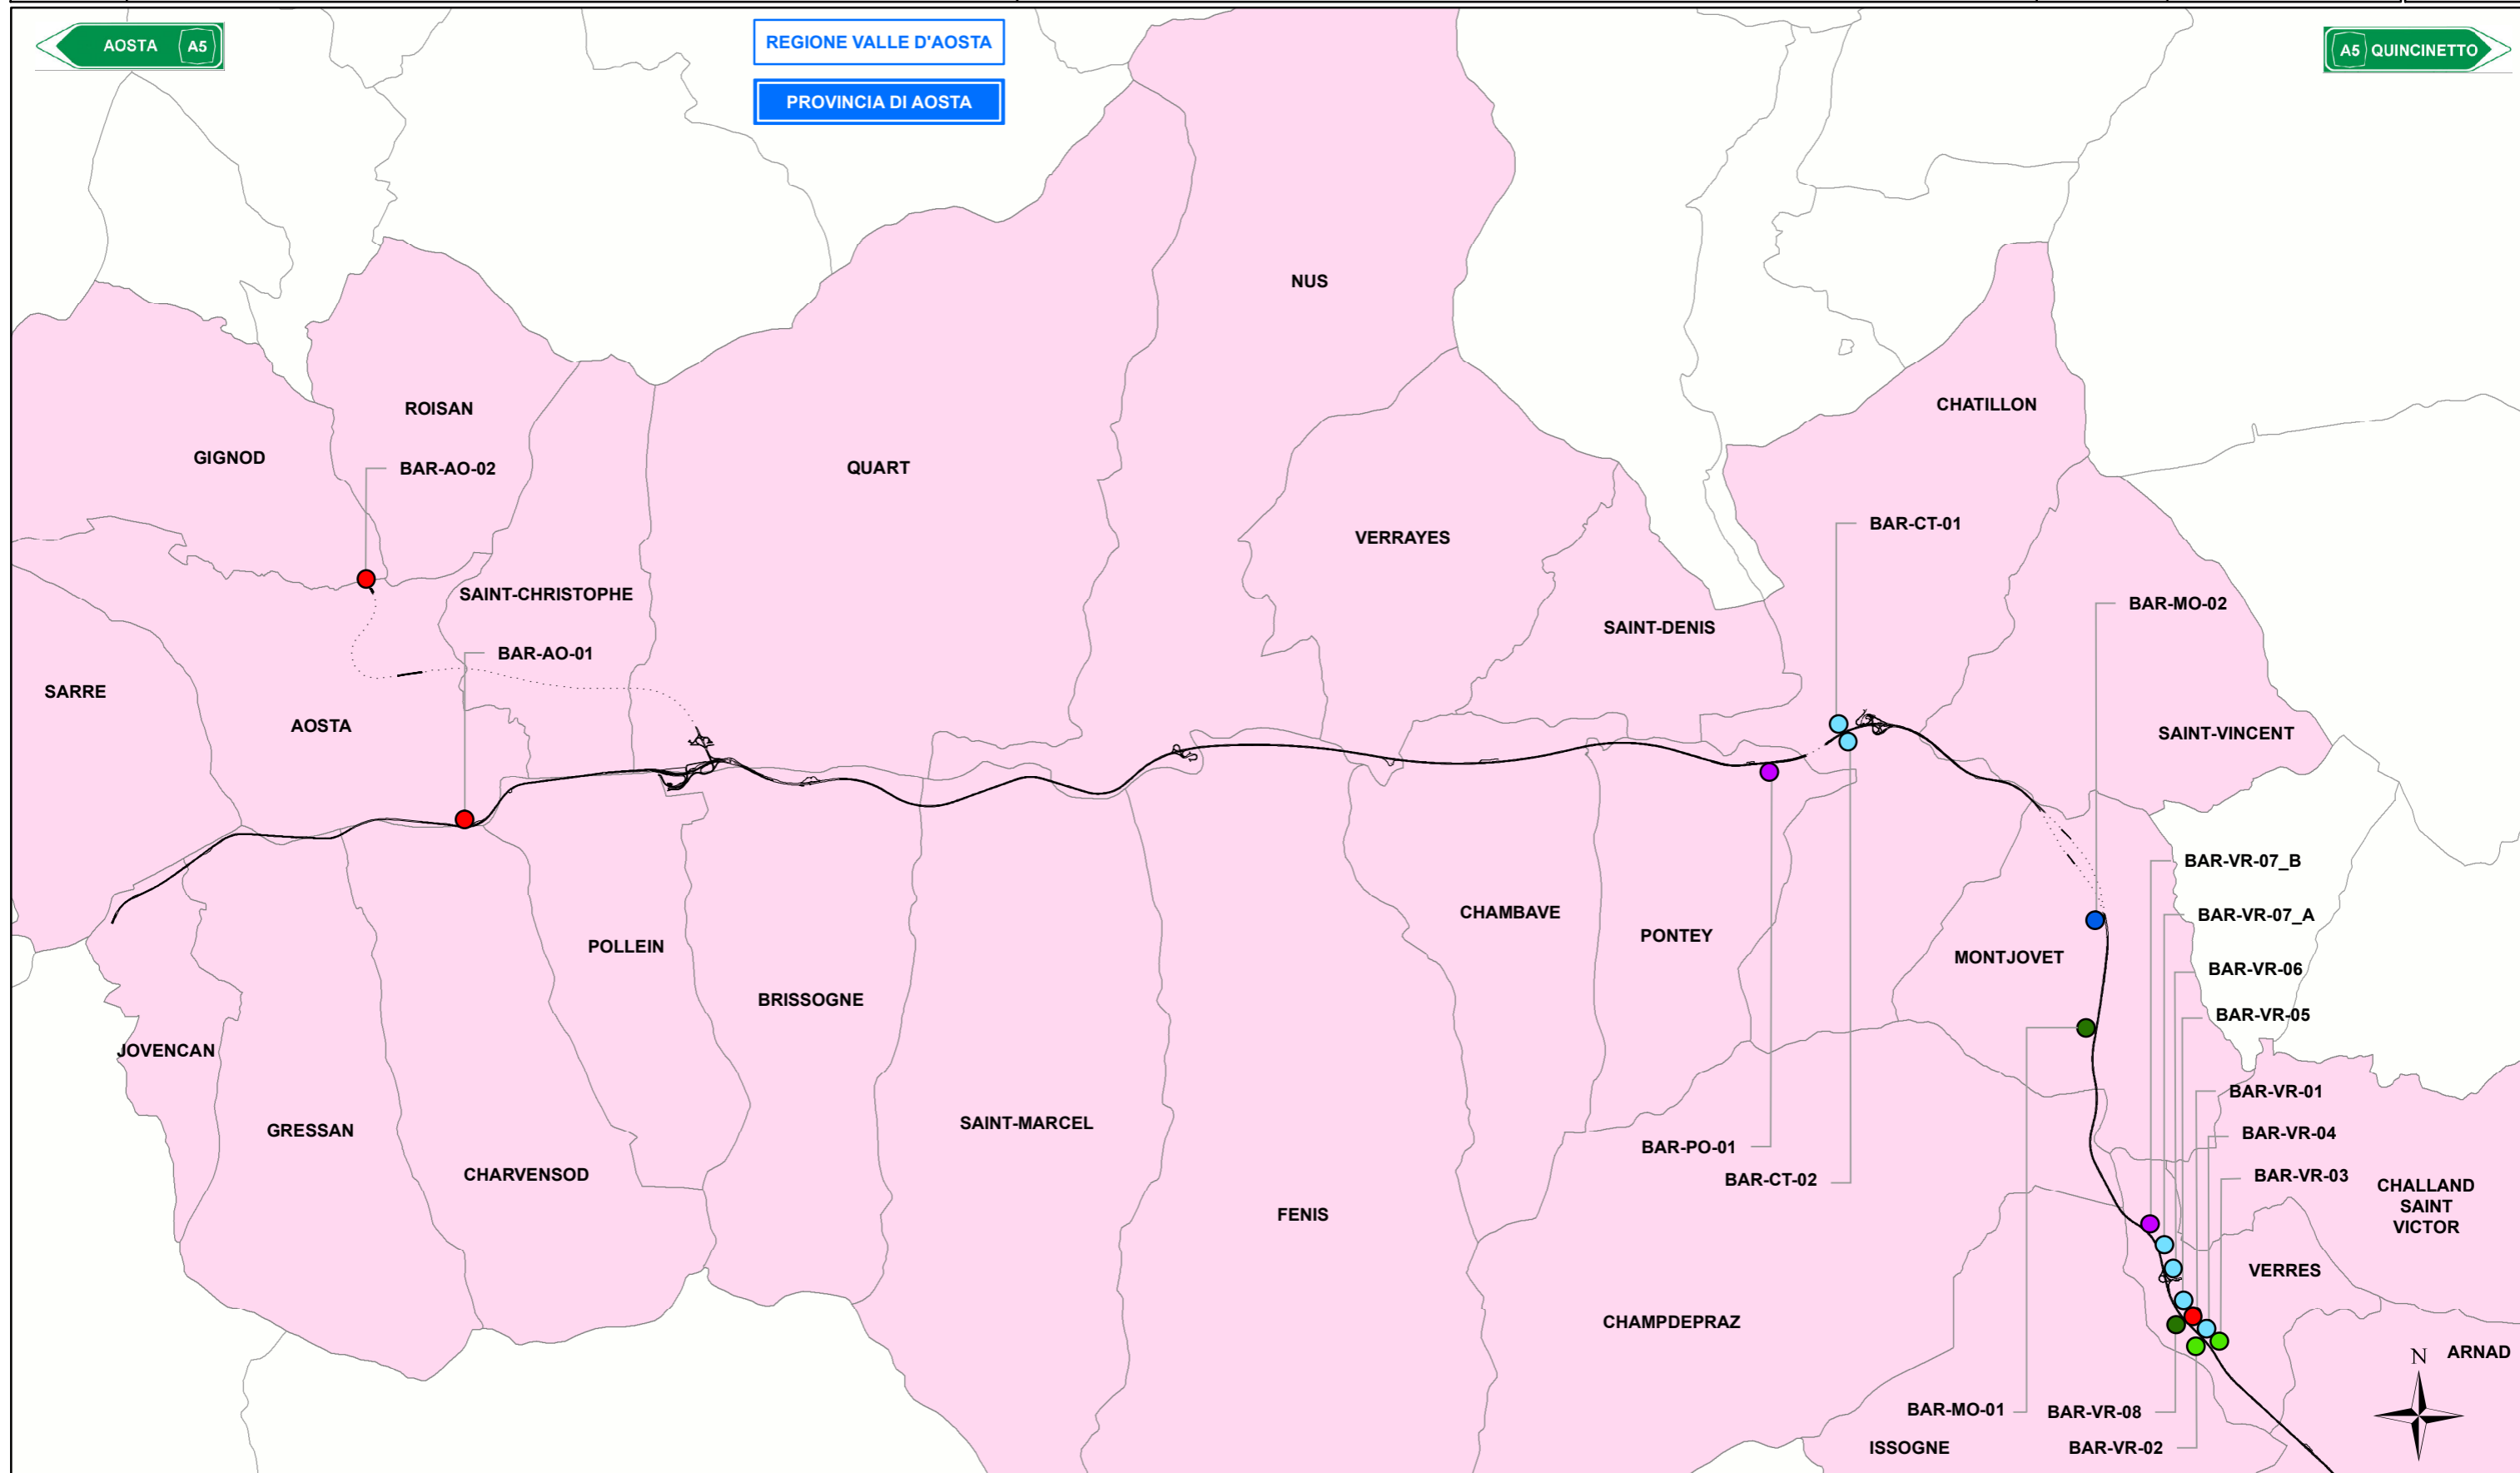 AOSTA A5
REGIONE VALLE D'AOSTA
PROVINCIA DI AOSTA
A5 QUINCINETTO
NUS
ROISAN
CHATILLON
GIGNOD
BAR-AO-02
QUART
BAR-CT-01
VERRAYES
SAINT-CHRISTOPHE
BAR-MO-02
SAINT-DENIS
BAR-AO-01
SARRE
AOSTA
SAINT-VINCENT
BAR-VR-07_B
CHAMBAVE
BAR-VR-07_A
PONTEY
POLLEIN
MONTJOVET
BAR-VR-06
BRISSOGNE
BAR-VR-05
JOVENCAN
BAR-VR-01
SAINT-MARCEL
GRESSAN
BAR-VR-04
BAR-PO-01
CHARVENSOD
BAR-VR-03
BAR-CT-02
CHALLAND
SAINT
VICTOR
FENIS
VERRES
CHAMPDEPRAZ
ARNAD
N
BAR-MO-01
BAR-VR-08
ISSOGNE
BAR-VR-02